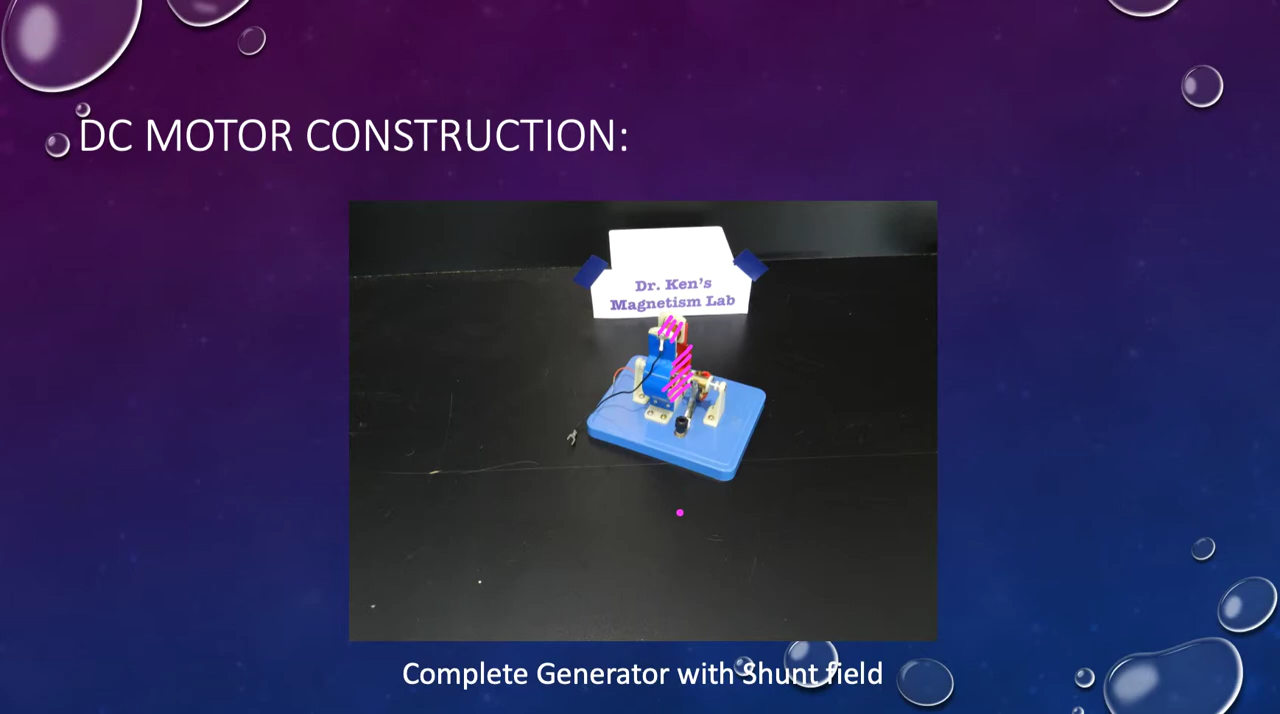 DC MOTOR CONSTRUCTION:
Dr. Ken's
Magnetism Lab
Complete Generator with Shunt field